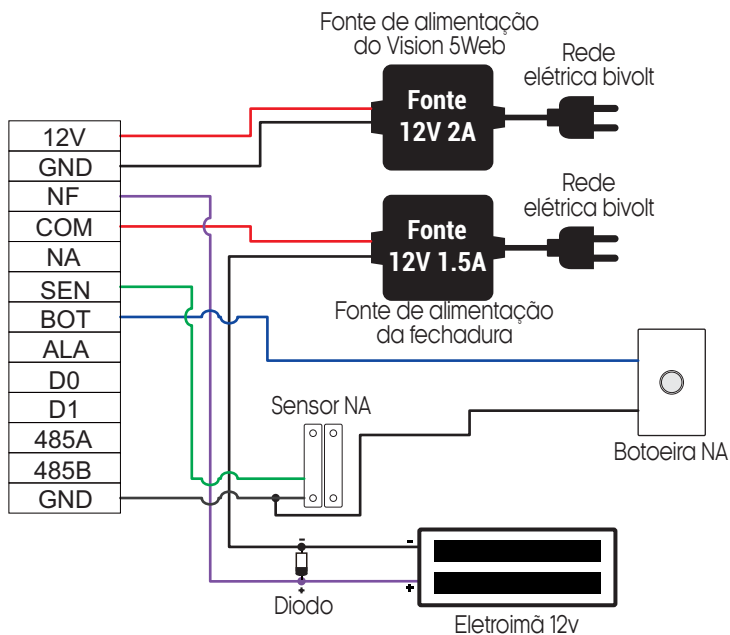 Fonte de alimentação
do Vision 5Web
Rede
elétrica bivolt
Fonte
12V 2A
12V
GND
NF
COM
NA
SEN
BOT
ALA
D0
D1
485A
485B
GND
Rede
elétrica bivolt
Fonte
12V 1.5A
Fonte de alimentação
da fechadura
Sensor NA
Botoeira NA
-
-
+
+
Diodo
Eletroimã 12v